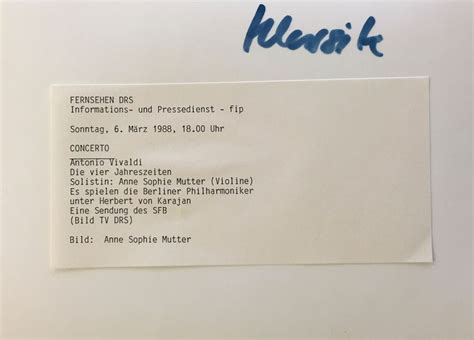 FERNSEHEN DRS
Informations- und Pressedienst - fip
Sonntag, 6. März 1988, 18.00 Uhr
CONCERTO
Antonio Vivaldi
Die vier Jahreszeiten
Solistin: Anne Sophie Mutter (Violine)
Es spielen die Berliner Philharmoniker
unter Herbert von Karajan
Eine Sendung des SFB
(Bild TV DRS)
Bild: Anne Sophie Mutter